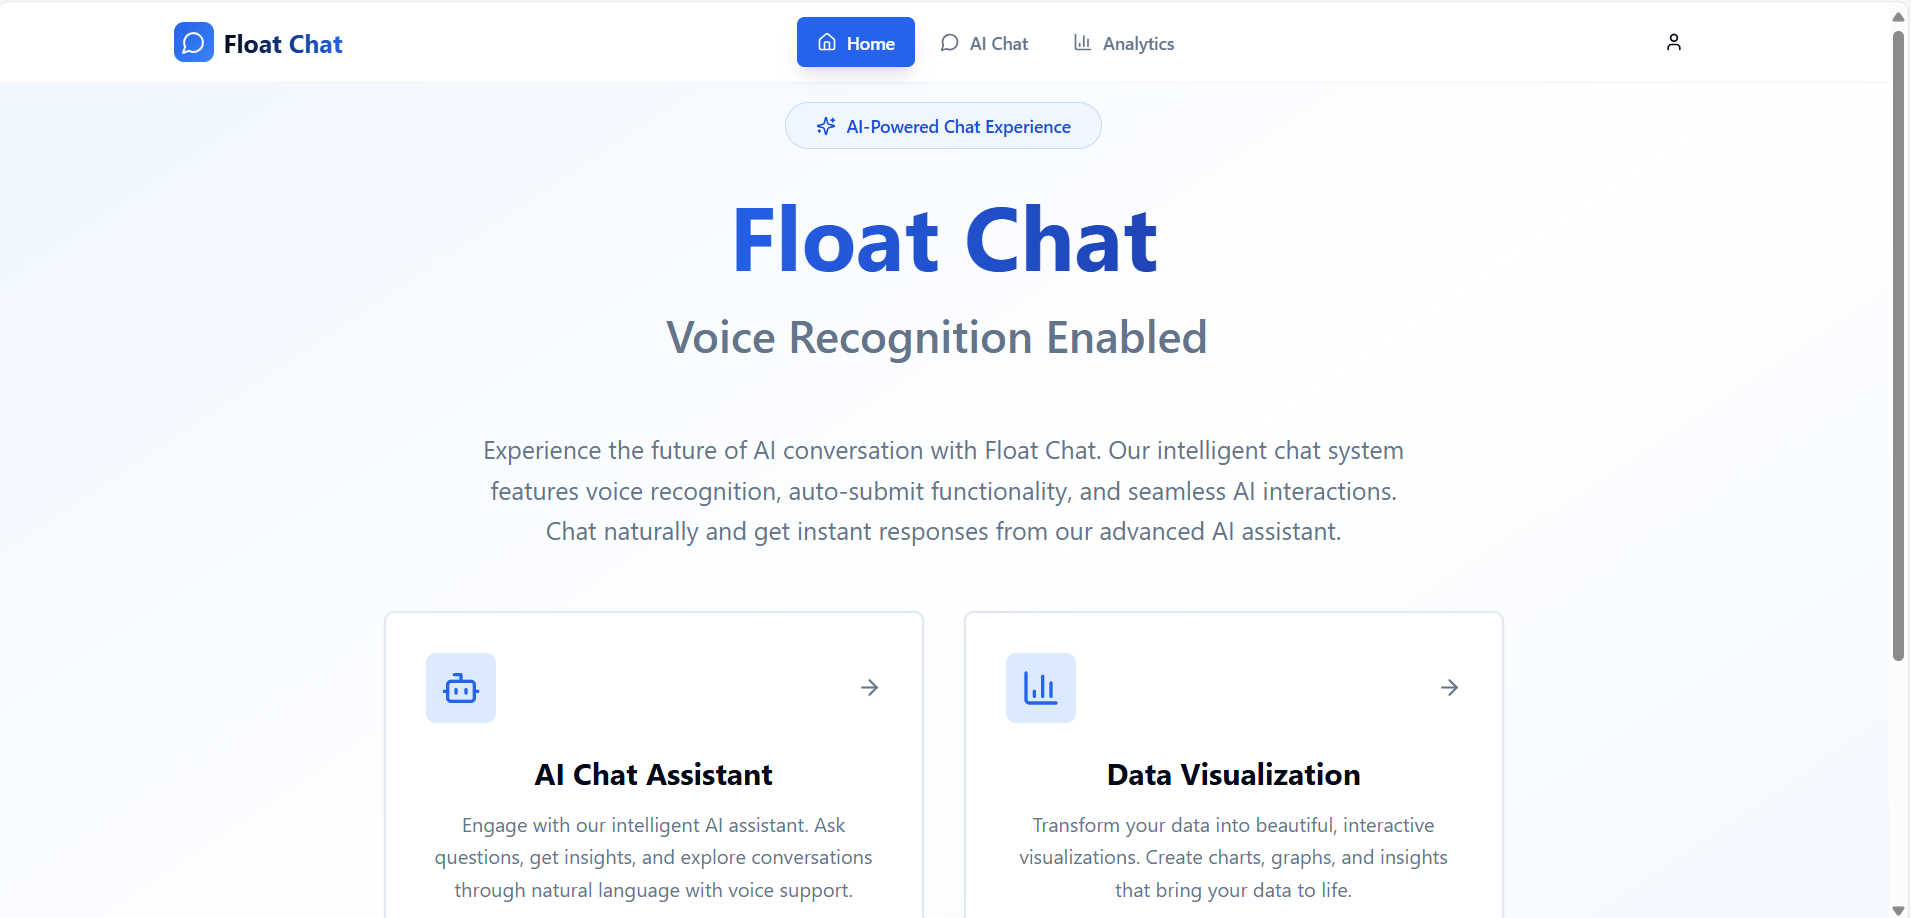 Float Chat
Home
AI Chat
Analytics
AI-Powered Chat Experience
Float Chat
Voice Recognition Enabled
Experience the future of AI conversation with Float Chat. Our intelligent chat system
features voice recognition, auto-submit functionality, and seamless AI interactions.
Chat naturally and get instant responses from our advanced AI assistant.
AI Chat Assistant
Engage with our intelligent AI assistant. Ask
questions, get insights, and explore conversations
through natural language with voice support.
Data Visualization
Transform your data into beautiful, interactive
visualizations. Create charts, graphs, and insights
that bring your data to life.